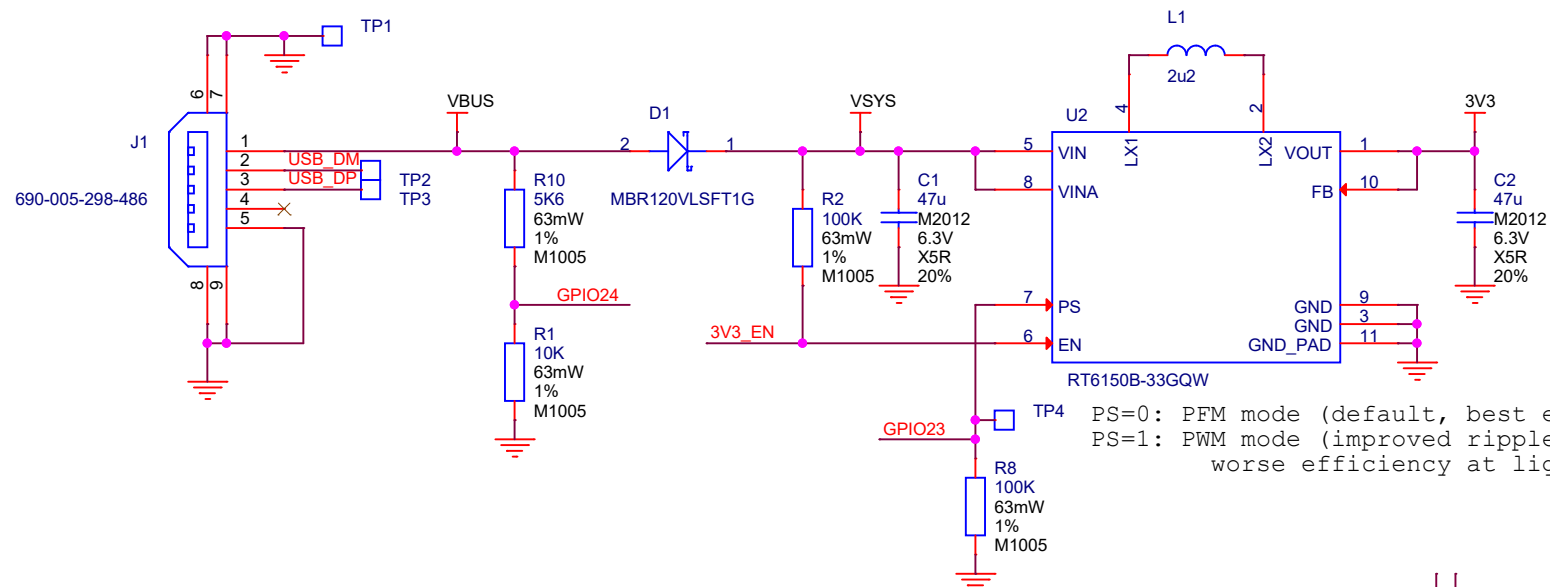 TP1
L1
2u2
6
7
VBUS
VSYS
3V3
4
2
D1
U2
J1
1
2
1
5
VIN
LX1
LX2
VOUT
1
2
USB_DM
3
USB_DP
TP2
TP3
8
VINA
FB
10
4
5
690-005-298-486
R10
5K6
63mW
1%
M1005
MBR120VLSFT1G
R2
100K
63mW
1%
M1005
C1
47u
M2012
6.3V
X5R
20%
C2
47u
M2012
6.3V
X5R
20%
8
9
GPIO24
7
PS
GND
9
GND
3
3V3_EN
6
EN
GND_PAD
11
R1
10K
63mW
1%
M1005
RT6150B-33GQW
TP4
GPIO23
PS=0: PFM mode (default, best
PS=1: PWM mode (improved ripple
worse efficiency at
R8
100K
63mW
1%
M1005